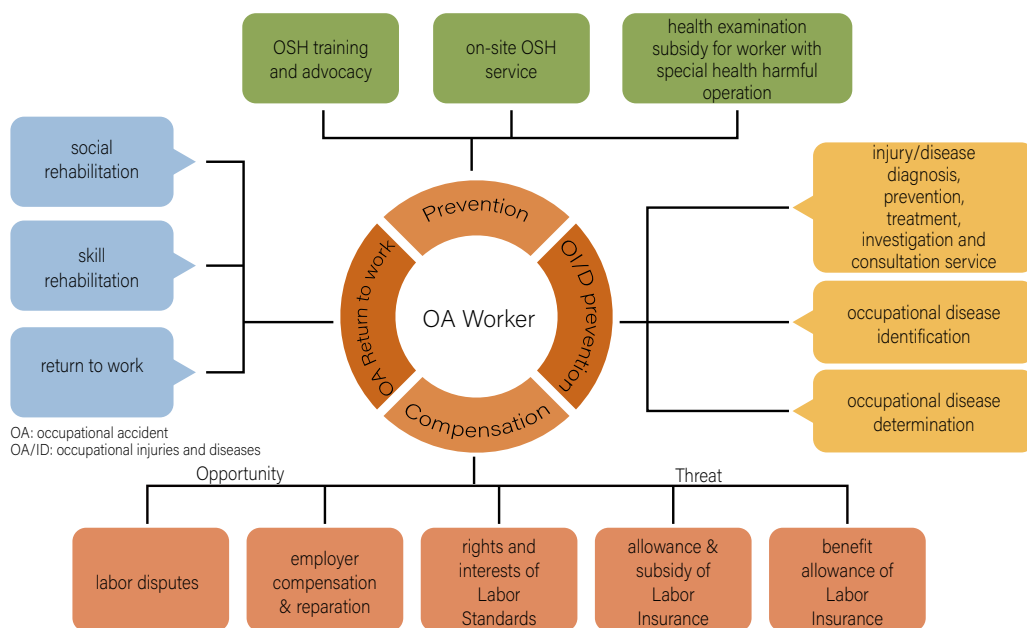 OSH training
and advocacy
on-site OSH
service
health examination
subsidy for worker with
special health harmful
operation
social
rehabilitation
skill
rehabilitation
return to work
OA: occupational accident
OA/ID: occupational injuries and diseases
Prevention
OA Return to work
OA Worker
OI/D prevention
Compensation
injury/disease
diagnosis,
prevention,
treatment,
investigation and
consultation service
occupational disease
identification
occupational disease
determination
Opportunity
Threat
labor disputes
employer
compensation
& reparation
rights and
interests of
Labor
Standards
allowance &
subsidy of
Labor
Insurance
benefit
allowance of
Labor
Insurance